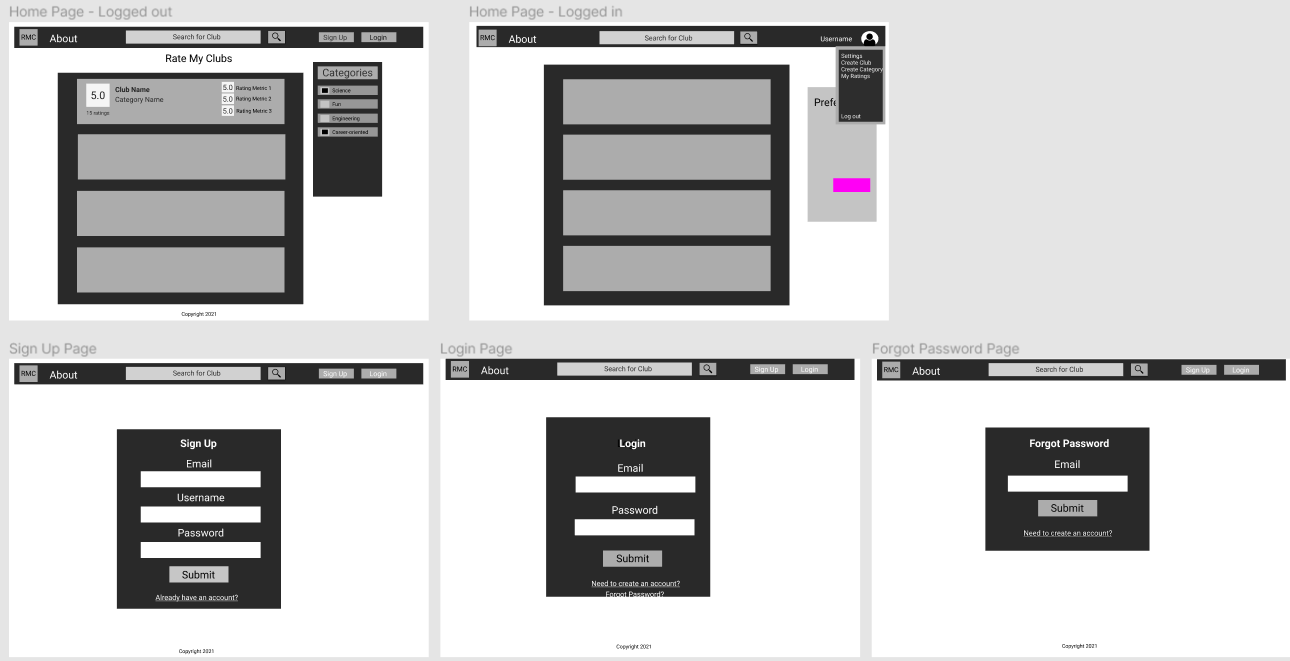 Home Page - Logged out
RMC About Search for Club Sign Up Login
Rate My Clubs
5.0 Club Name
Category Name
15 ratings
5.0 Rating Metric 1
5.0 Rating Metric 2
5.0 Rating Metric 3
Categories
Science
Fun
Engineering
Career-oriented
Copyright 2021
Home Page - Logged in
RMC About Search for Club Username
Settings
Create Club
Create Category
My Ratings
Log out
Prefe
Sign Up Page
RMC About Search for Club Sign Up Login
Sign Up
Email
Username
Password
Submit
Already have an account?
Copyright 2021
Login Page
RMC About Search for Club Sign Up Login
Login
Email
Password
Submit
Need to create an account?
Forgot Password?
Copyright 2021
Forgot Password Page
RMC About Search for Club Sign Up Login
Forgot Password
Email
Submit
Need to create an account?
Copyright 2021